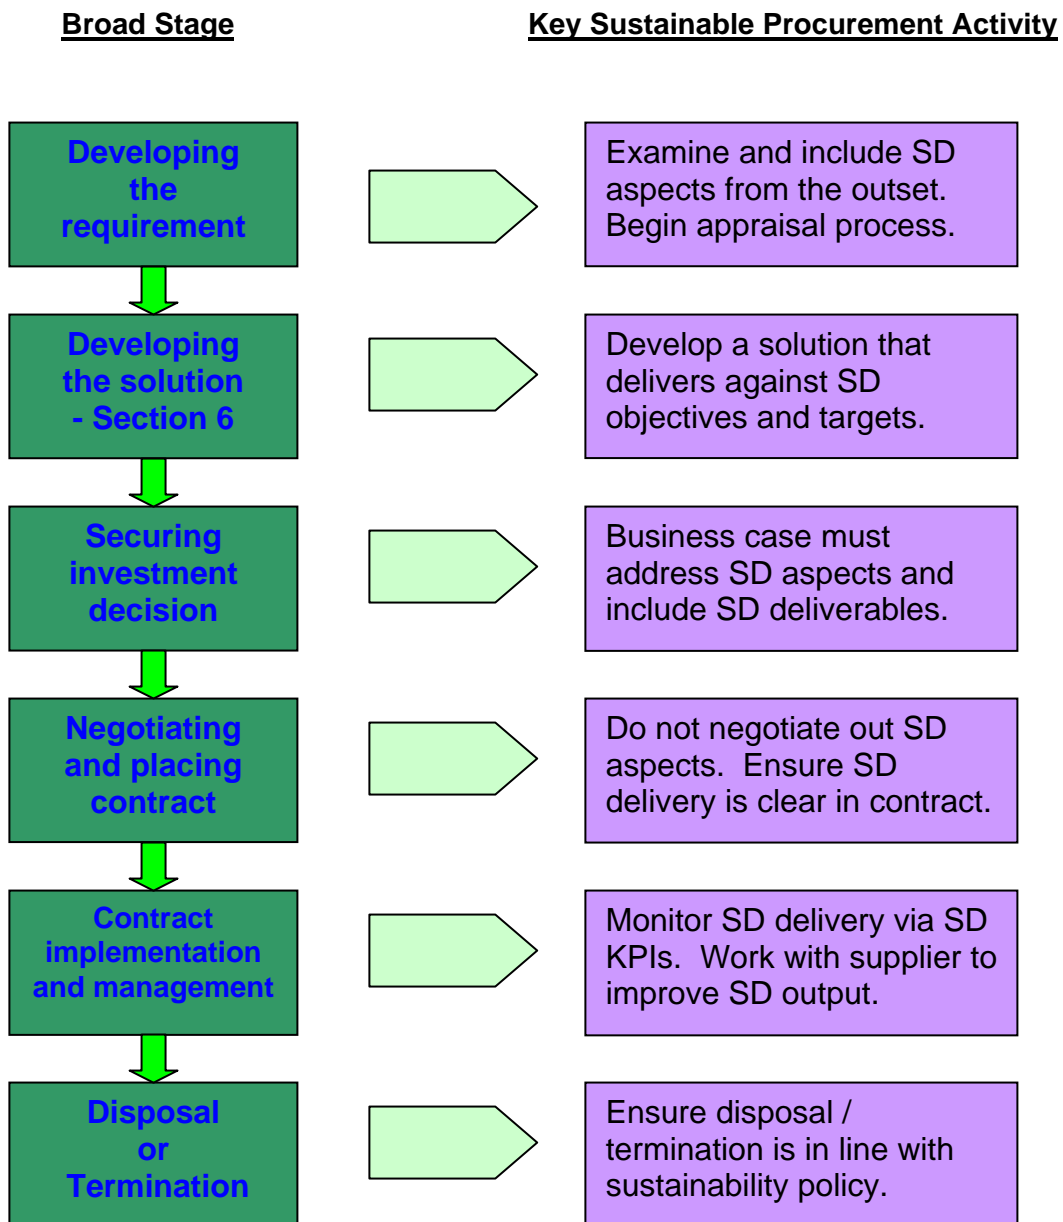 Broad Stage
Key Sustainable Procurement Activity
Developing
the
requirement
Examine and include SD
aspects from the outset.
Begin appraisal process.
Developing
the solution
- Section 6
Develop a solution that
delivers against SD
objectives and targets.
Securing
investment
decision
Business case must
address SD aspects and
include SD deliverables.
Negotiating
and placing
contract
Do not negotiate out SD
aspects.  Ensure SD
delivery is clear in contract.
Contract
implementation
and management
Monitor SD delivery via SD
KPIs.  Work with supplier to
improve SD output.
Disposal
or
Termination
Ensure disposal /
termination is in line with
sustainability policy.